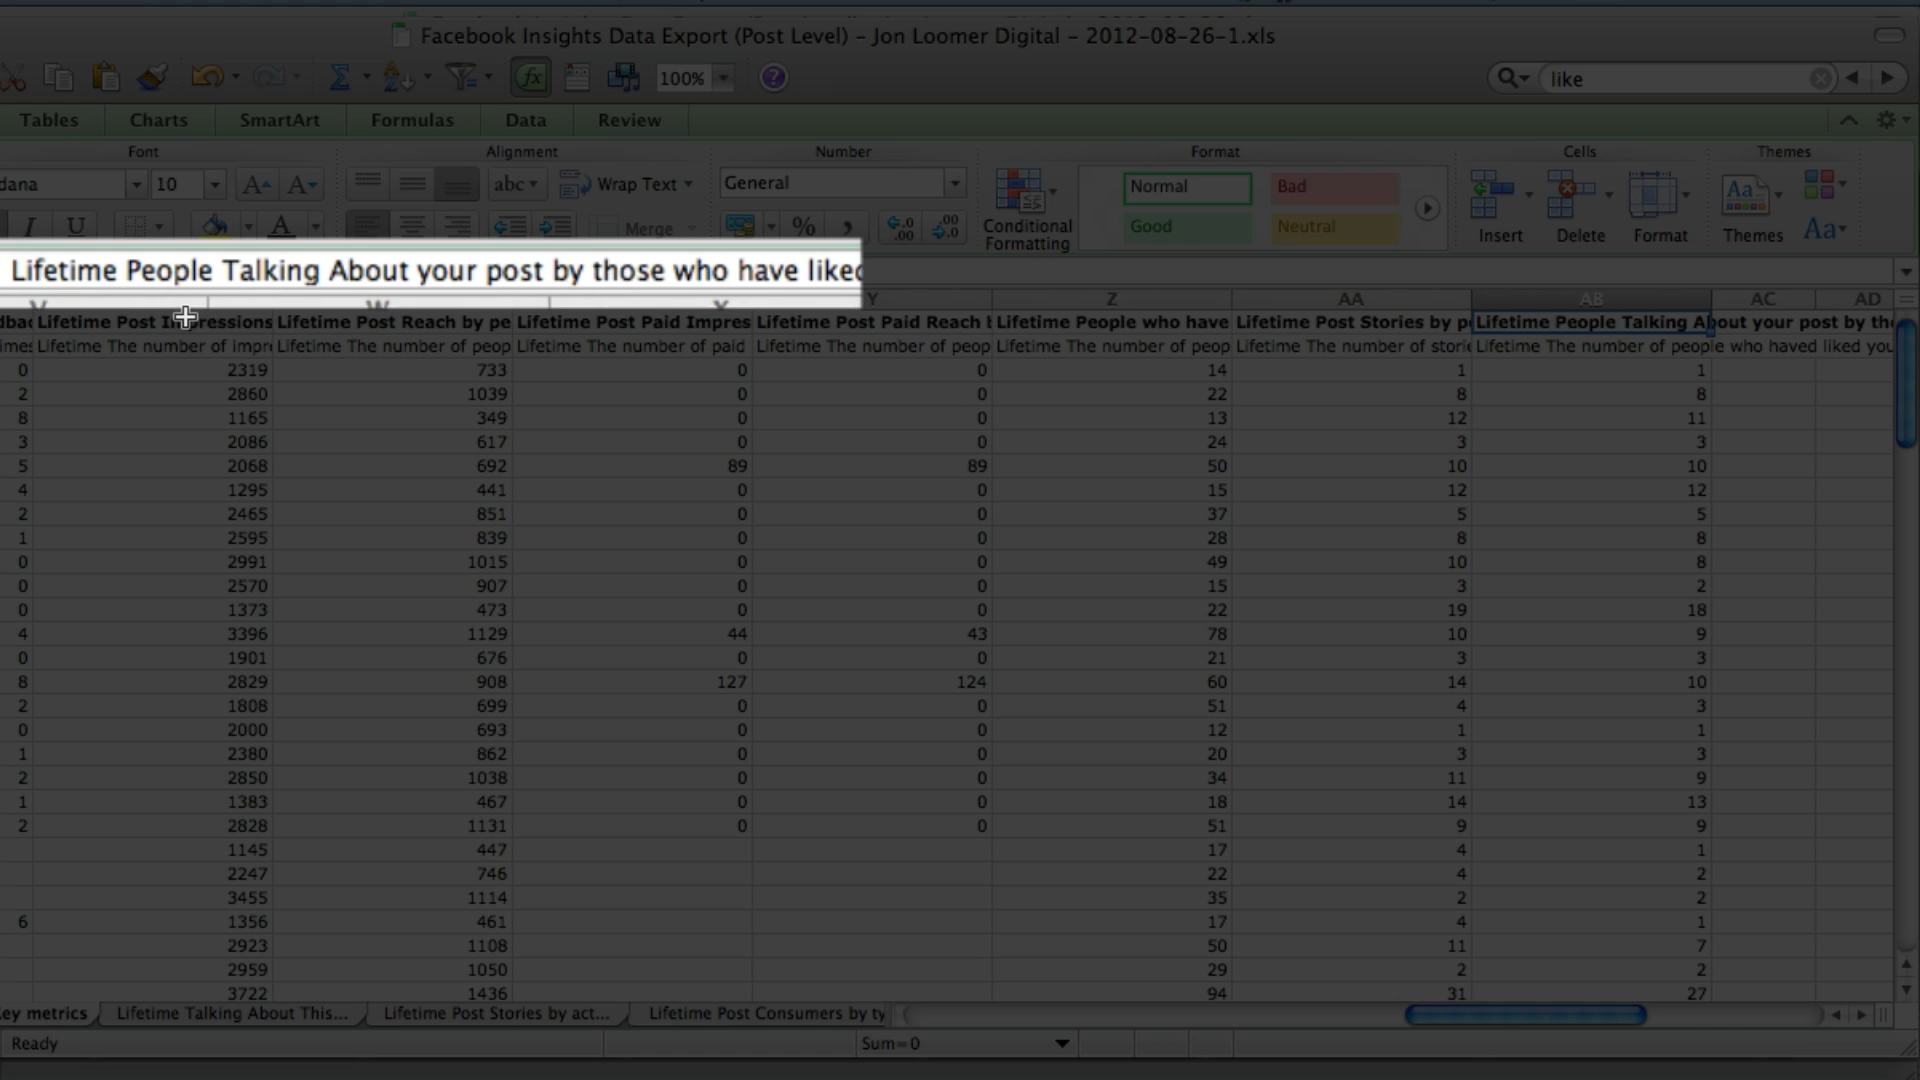 Facebook Insights Data Export (Post Level) – Jon Loomer Digital – 2012-08-26-1.xls
fx 100% ? like
Tables Charts SmartArt Formulas Data Review
Font Alignment Number Format Cells Themes
dana 10 A A abc Wrap Text General Normal Bad Aa
I U A Merge % , .0 .00 .00 .0 Conditional Formatting Good Neutral Insert Delete Format Themes Aa
Lifetime People Talking About your post by those who have liked
V W X Y Z AA AB AC AD
dbac Lifetime Post Impressions Lifetime Post Reach by pe Lifetime Post Paid Impres Lifetime Post Paid Reach Lifetime People who have Lifetime Post Stories by p Lifetime People Talking About your post by tho
imes Lifetime The number of impr Lifetime The number of peop Lifetime The number of paid Lifetime The number of peop Lifetime The number of peop Lifetime The number of storie Lifetime The number of people who haved liked you
0 2319 733 0 0 14 1 1
2 2860 1039 0 0 22 8 8
8 1165 349 0 0 13 12 11
3 2086 617 0 0 24 3 3
5 2068 692 89 89 50 10 10
4 1295 441 0 0 15 12 12
2 2465 851 0 0 37 5 5
1 2595 839 0 0 28 8 8
0 2991 1015 0 0 49 10 8
0 2570 907 0 0 15 3 2
0 1373 473 0 0 22 19 18
4 3396 1129 44 43 78 10 9
0 1901 676 0 0 21 3 3
8 2829 908 127 124 60 14 10
2 1808 699 0 0 51 4 3
0 2000 693 0 0 12 1 1
1 2380 862 0 0 20 3 3
2 2850 1038 0 0 34 11 9
1 1383 467 0 0 18 14 13
2 2828 1131 0 0 51 9 9
1145 447 17 4 1
2247 746 22 4 2
3455 1114 35 2 2
6 1356 461 17 4 1
2923 1108 50 11 7
2959 1050 29 2 2
3722 1436 94 31 27
ey metrics Lifetime Talking About This... Lifetime Post Stories by act... Lifetime Post Consumers by ty
Ready Sum=0